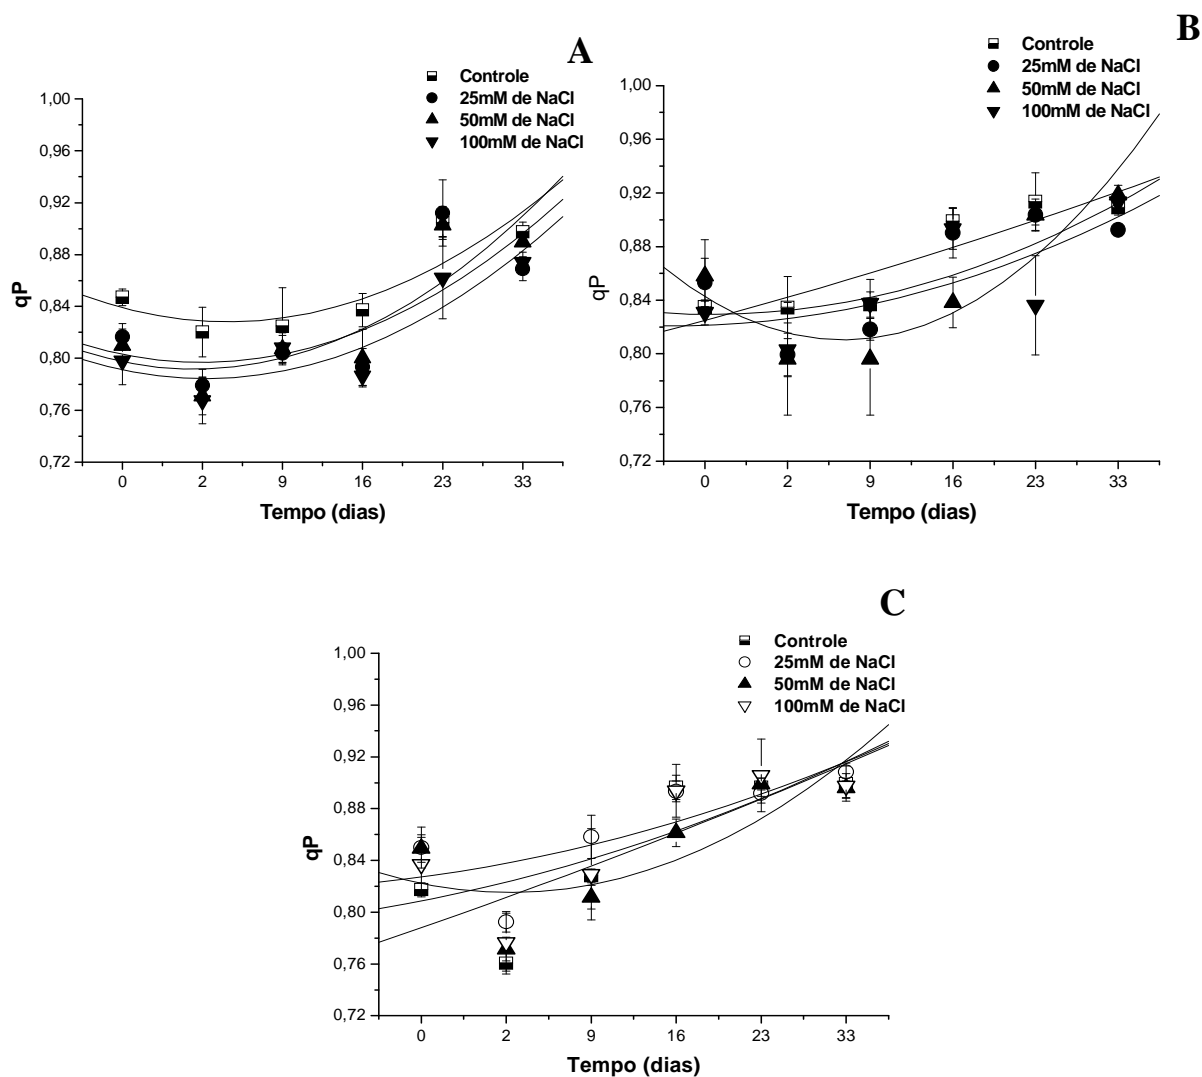 A
Controle
25mM de NaCl
50mM de NaCl
100mM de NaCl
1,00
0,96
0,92
0,88
0,84
0,80
0,76
0,72
qP
0 2 9 16 23 33
Tempo (dias)
B
Controle
25mM de NaCl
50mM de NaCl
100mM de NaCl
1,00
0,96
0,92
0,88
0,84
0,80
0,76
0,72
qP
0 2 9 16 23 33
Tempo (dias)
C
Controle
25mM de NaCl
50mM de NaCl
100mM de NaCl
1,00
0,96
0,92
0,88
0,84
0,80
0,76
0,72
qP
0 2 9 16 23 33
Tempo (dias)